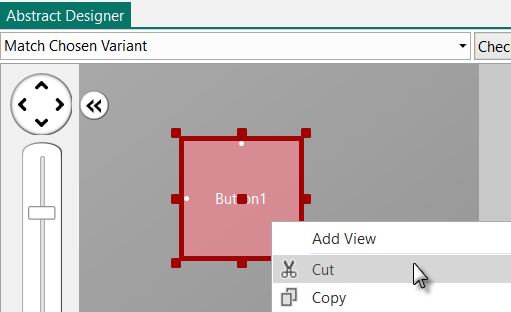 Abstract Designer
Match Chosen Variant
Chec
Button1
Add View
Cut
Copy